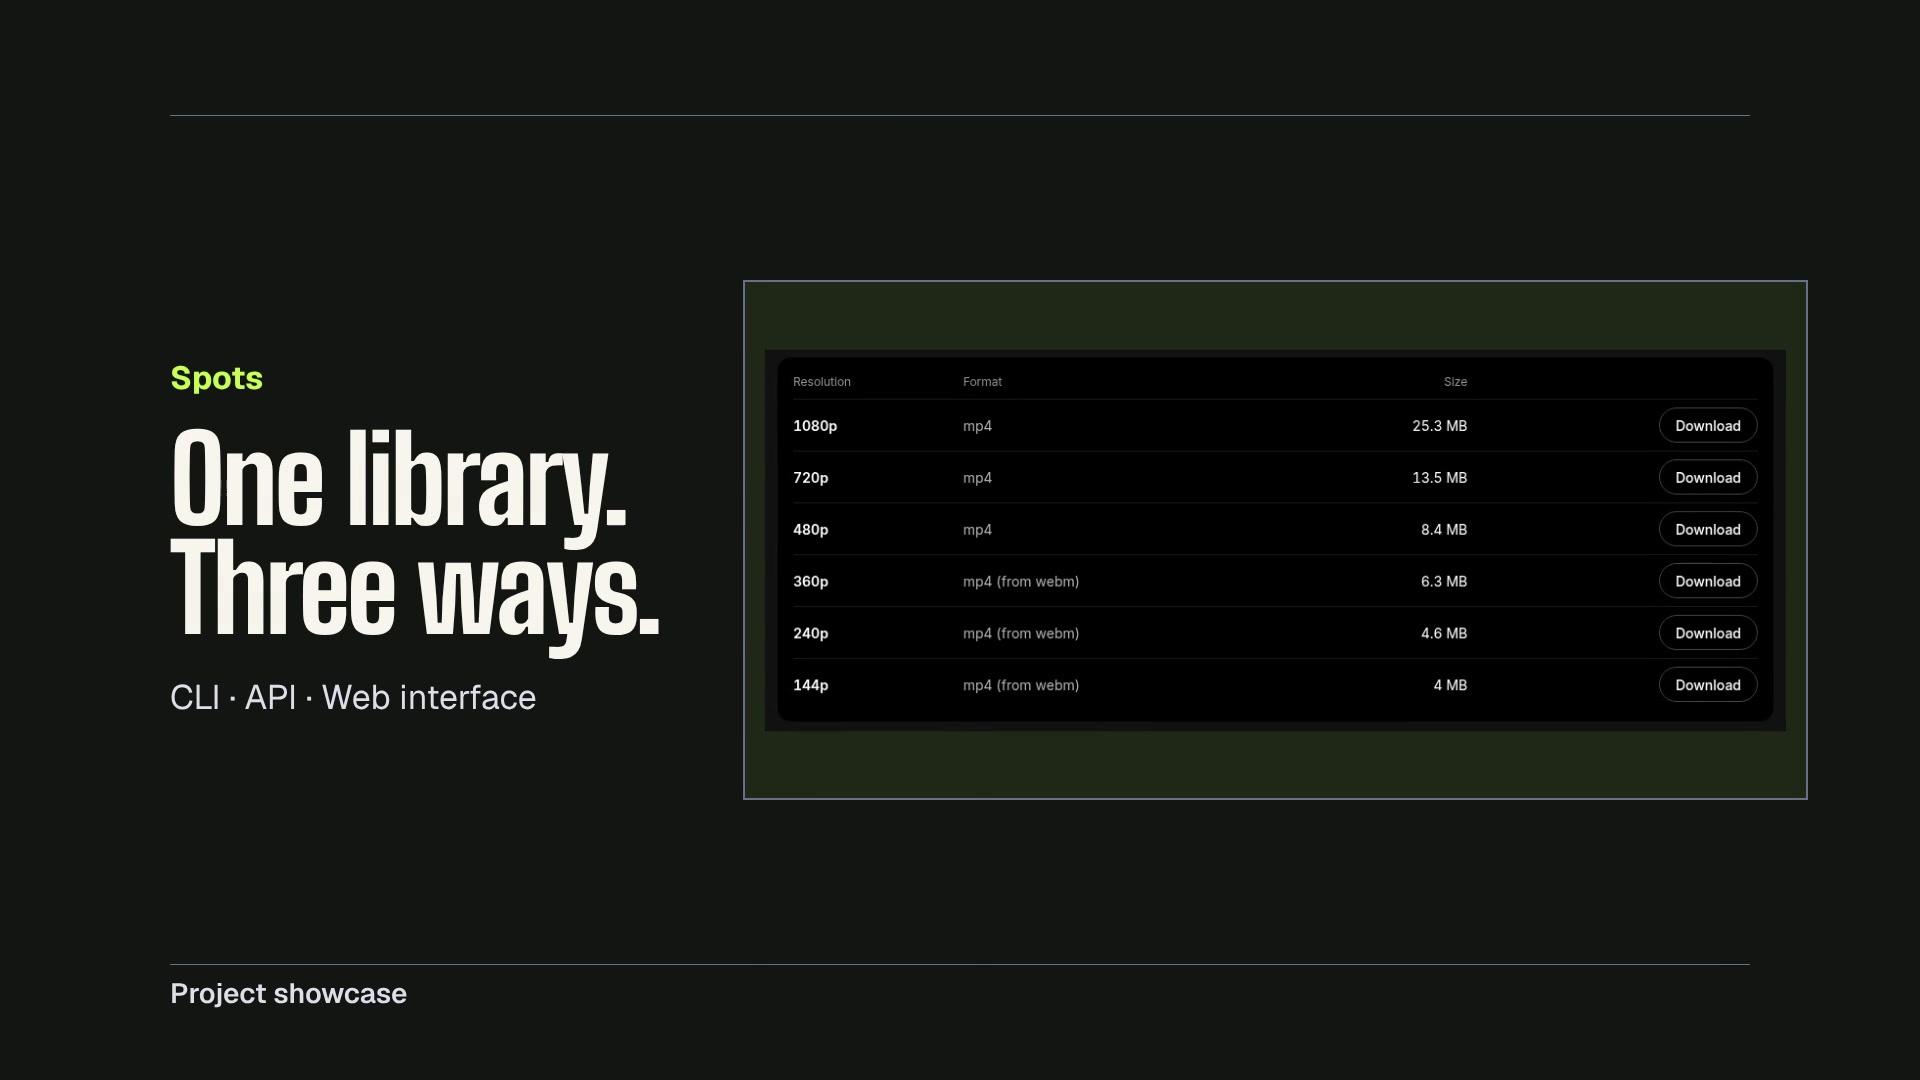 Spots
One library.
Three ways.
CLI · API · Web interface
Resolution Format Size
1080p mp4 25.3 MB Download
720p mp4 13.5 MB Download
480p mp4 8.4 MB Download
360p mp4 (from webm) 6.3 MB Download
240p mp4 (from webm) 4.6 MB Download
144p mp4 (from webm) 4 MB Download
Project showcase